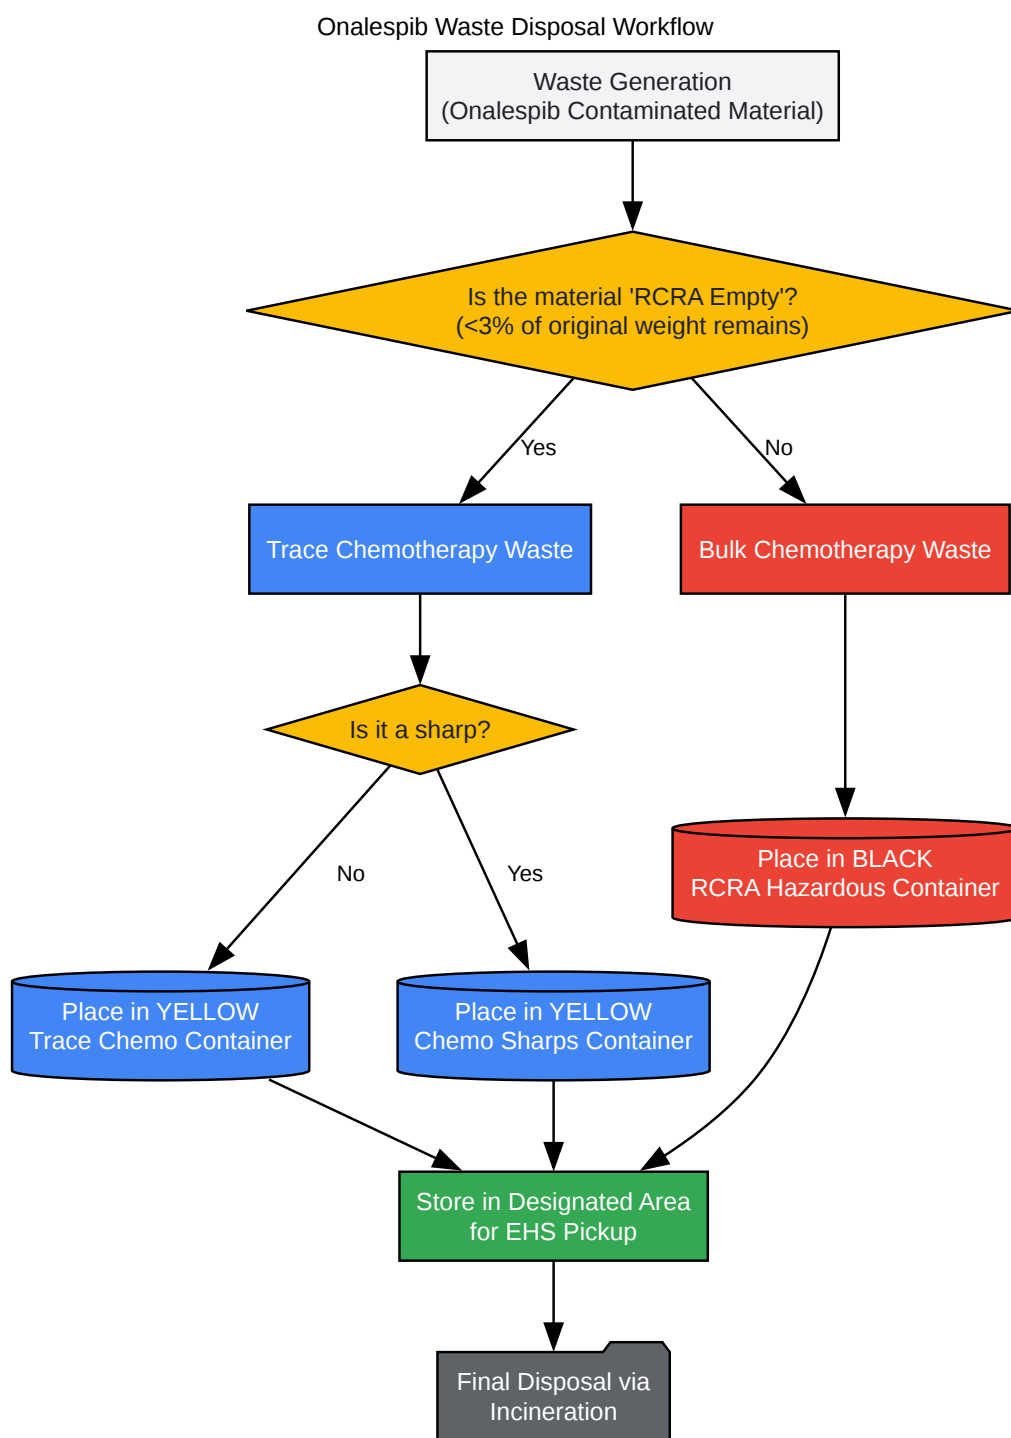 Onalespib Waste Disposal Workflow
Waste Generation
(Onalespib Contaminated Material)
Is the material 'RCRA Empty'?
(<3% of original weight remains)
Yes
No
Trace Chemotherapy Waste
Bulk Chemotherapy Waste
Is it a sharp?
No
Yes
Place in BLACK
RCRA Hazardous Container
Place in YELLOW
Trace Chemo Container
Place in YELLOW
Chemo Sharps Container
Store in Designated Area
for EHS Pickup
Final Disposal via
Incineration